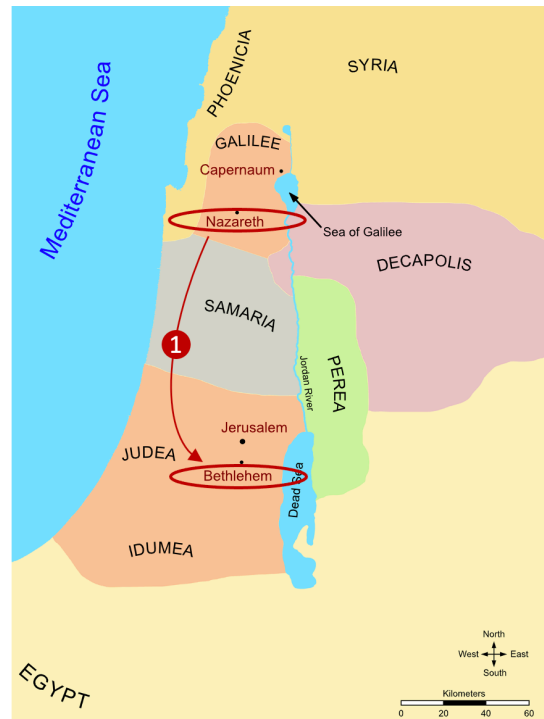 Mediterranean Sea
PHOENICIA
SYRIA
GALILEE
Capernaum
Nazareth
Sea of Galilee
DECAPOLIS
SAMARIA
1
Jordan River
PEREA
Jerusalem
JUDEA
Bethlehem
Dead Sea
IDUMEA
EGYPT
North
West East
South
Kilometers
0 20 40 60